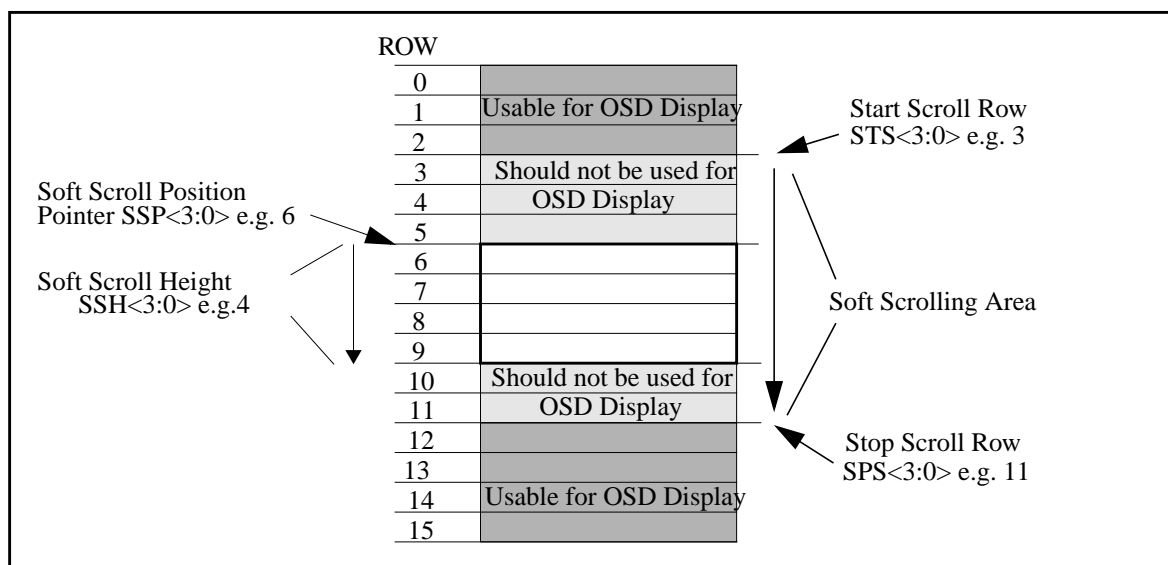 ROW
0
1
2
3
4
5
6
7
8
9
10
11
12
13
14
15
Usable for OSD Display
Should not be used for
OSD Display
Should not be used for
OSD Display
Usable for OSD Display
Soft Scroll Position
Pointer SSP<3:0> e.g. 6
Soft Scroll Height
SSH<3:0> e.g.4
Start Scroll Row
STS<3:0> e.g. 3
Soft Scrolling Area
Stop Scroll Row
SPS<3:0> e.g. 11